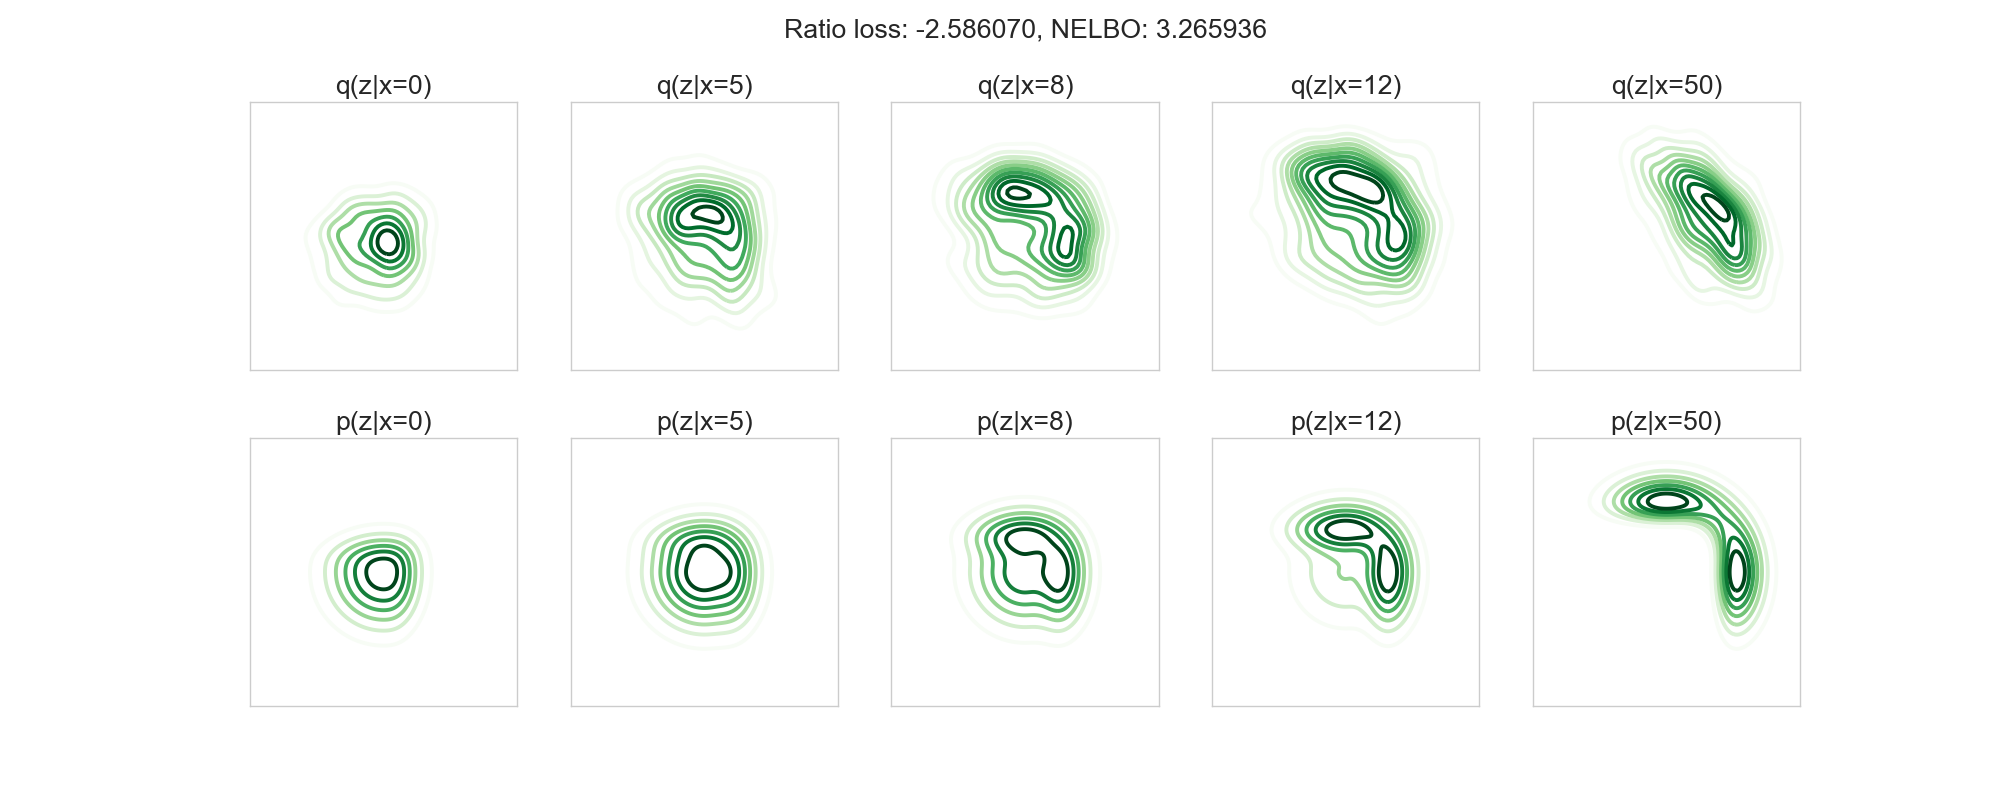 Ratio loss: -2.586070, NELBO: 3.265936
q(z|x=0) q(z|x=5) q(z|x=8) q(z|x=12) q(z|x=50)
p(z|x=0) p(z|x=5) p(z|x=8) p(z|x=12) p(z|x=50)